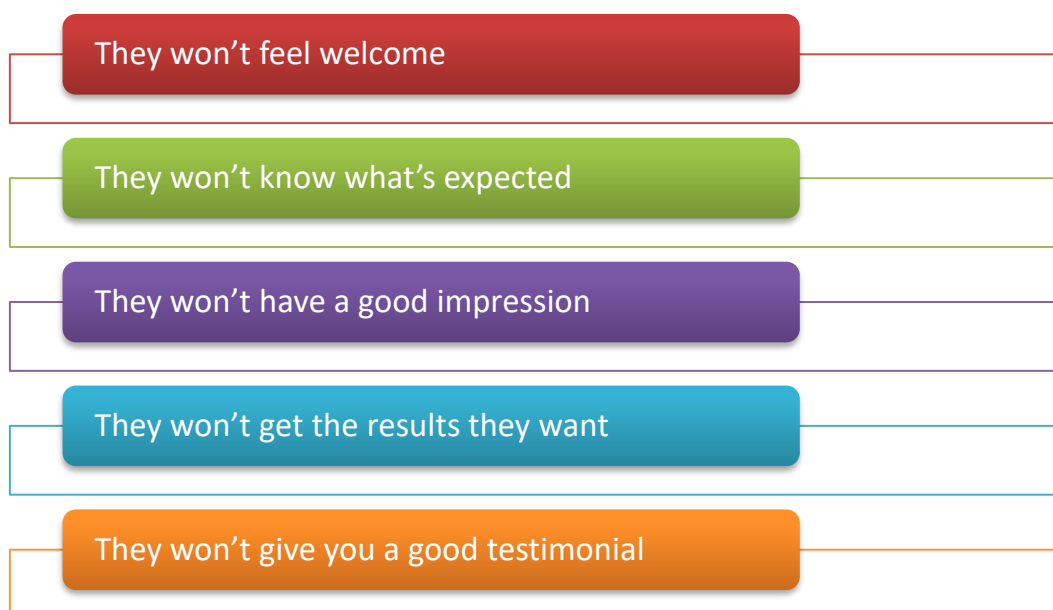 They won’t feel welcome
They won’t know what’s expected
They won’t have a good impression
They won’t get the results they want
They won’t give you a good testimonial